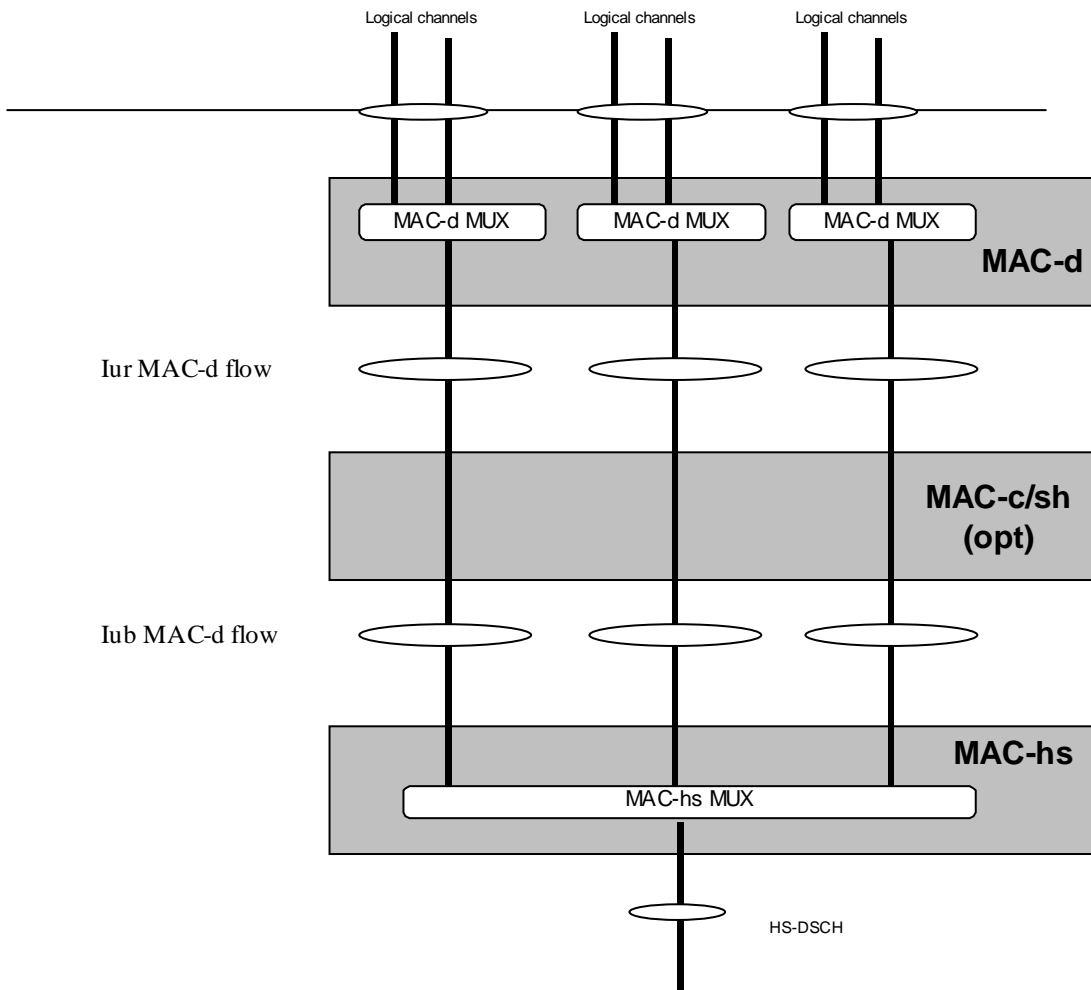 Logical channels
Logical channels
Logical channels
MAC-d MUX
MAC-d MUX
MAC-d MUX
MAC-d
Iur MAC-d flow
MAC-c/sh
(opt)
Iub MAC-d flow
MAC-hs
MAC-hs MUX
HS-DSCH